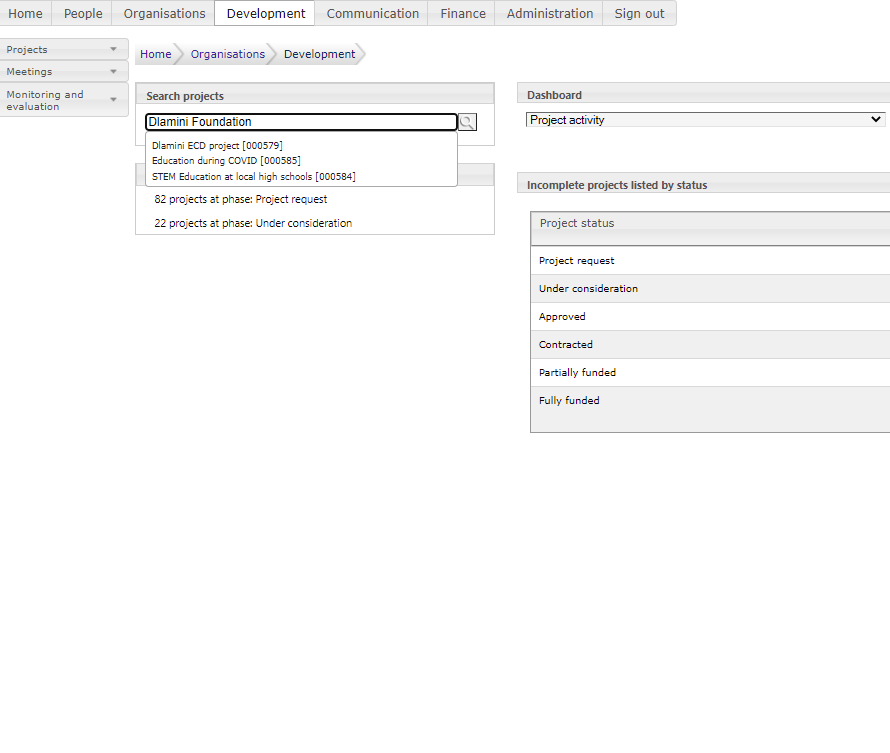 Home People Organisations Development Communication Finance Administration Sign out
Projects
Meetings
Monitoring and
evaluation
Home Organisations Development
Search projects
Dlamini Foundation
Dlamini ECD project [000579]
Education during COVID [000585]
STEM Education at local high schools [000584]
82 projects at phase: Project request
22 projects at phase: Under consideration
Dashboard
Project activity
Incomplete projects listed by status
Project status
Project request
Under consideration
Approved
Contracted
Partially funded
Fully funded